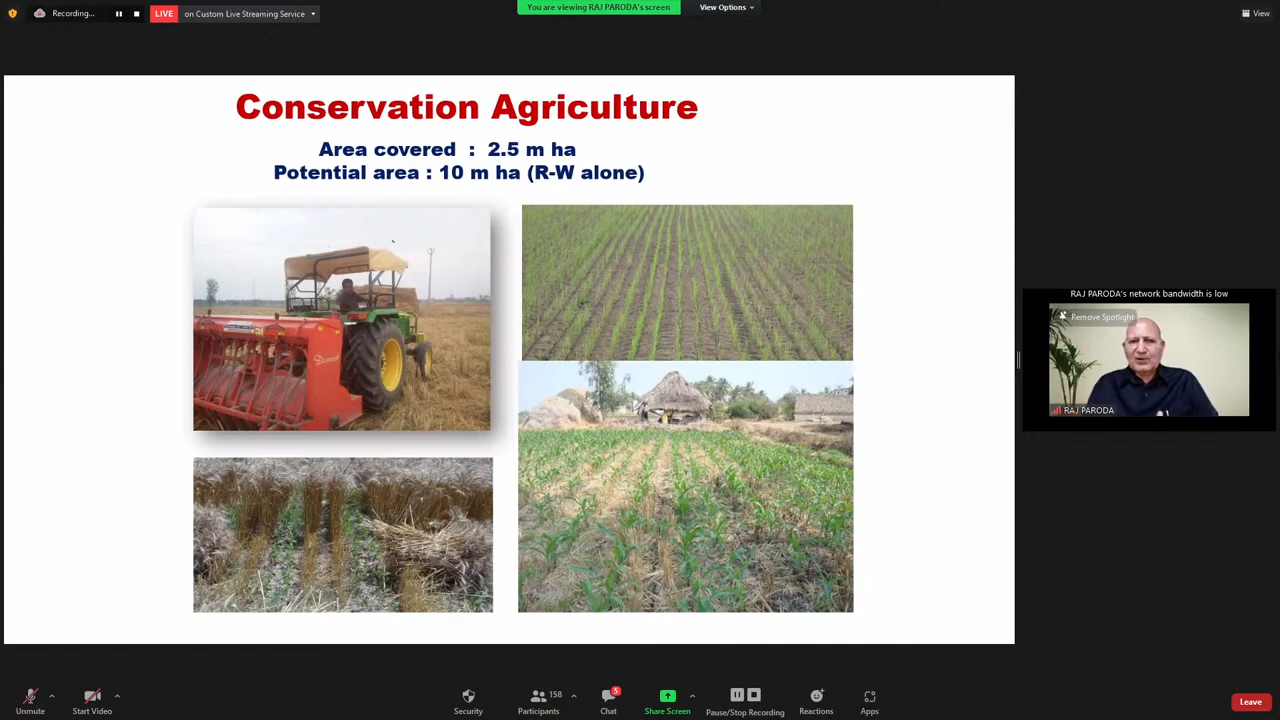 Recording...
LIVE
on Custom Live Streaming Service
You are viewing RAJ PARODA's screen
View Options
View
Conservation Agriculture
Area covered : 2.5 m ha
Potential area : 10 m ha (R-W alone)
RAJ PARODA's network bandwidth is low
Remove Spotlight
RAJ PARODA
Unmute
Start Video
Security
Participants
158
Chat
5
Share Screen
Pause/Stop Recording
Reactions
Apps
Leave